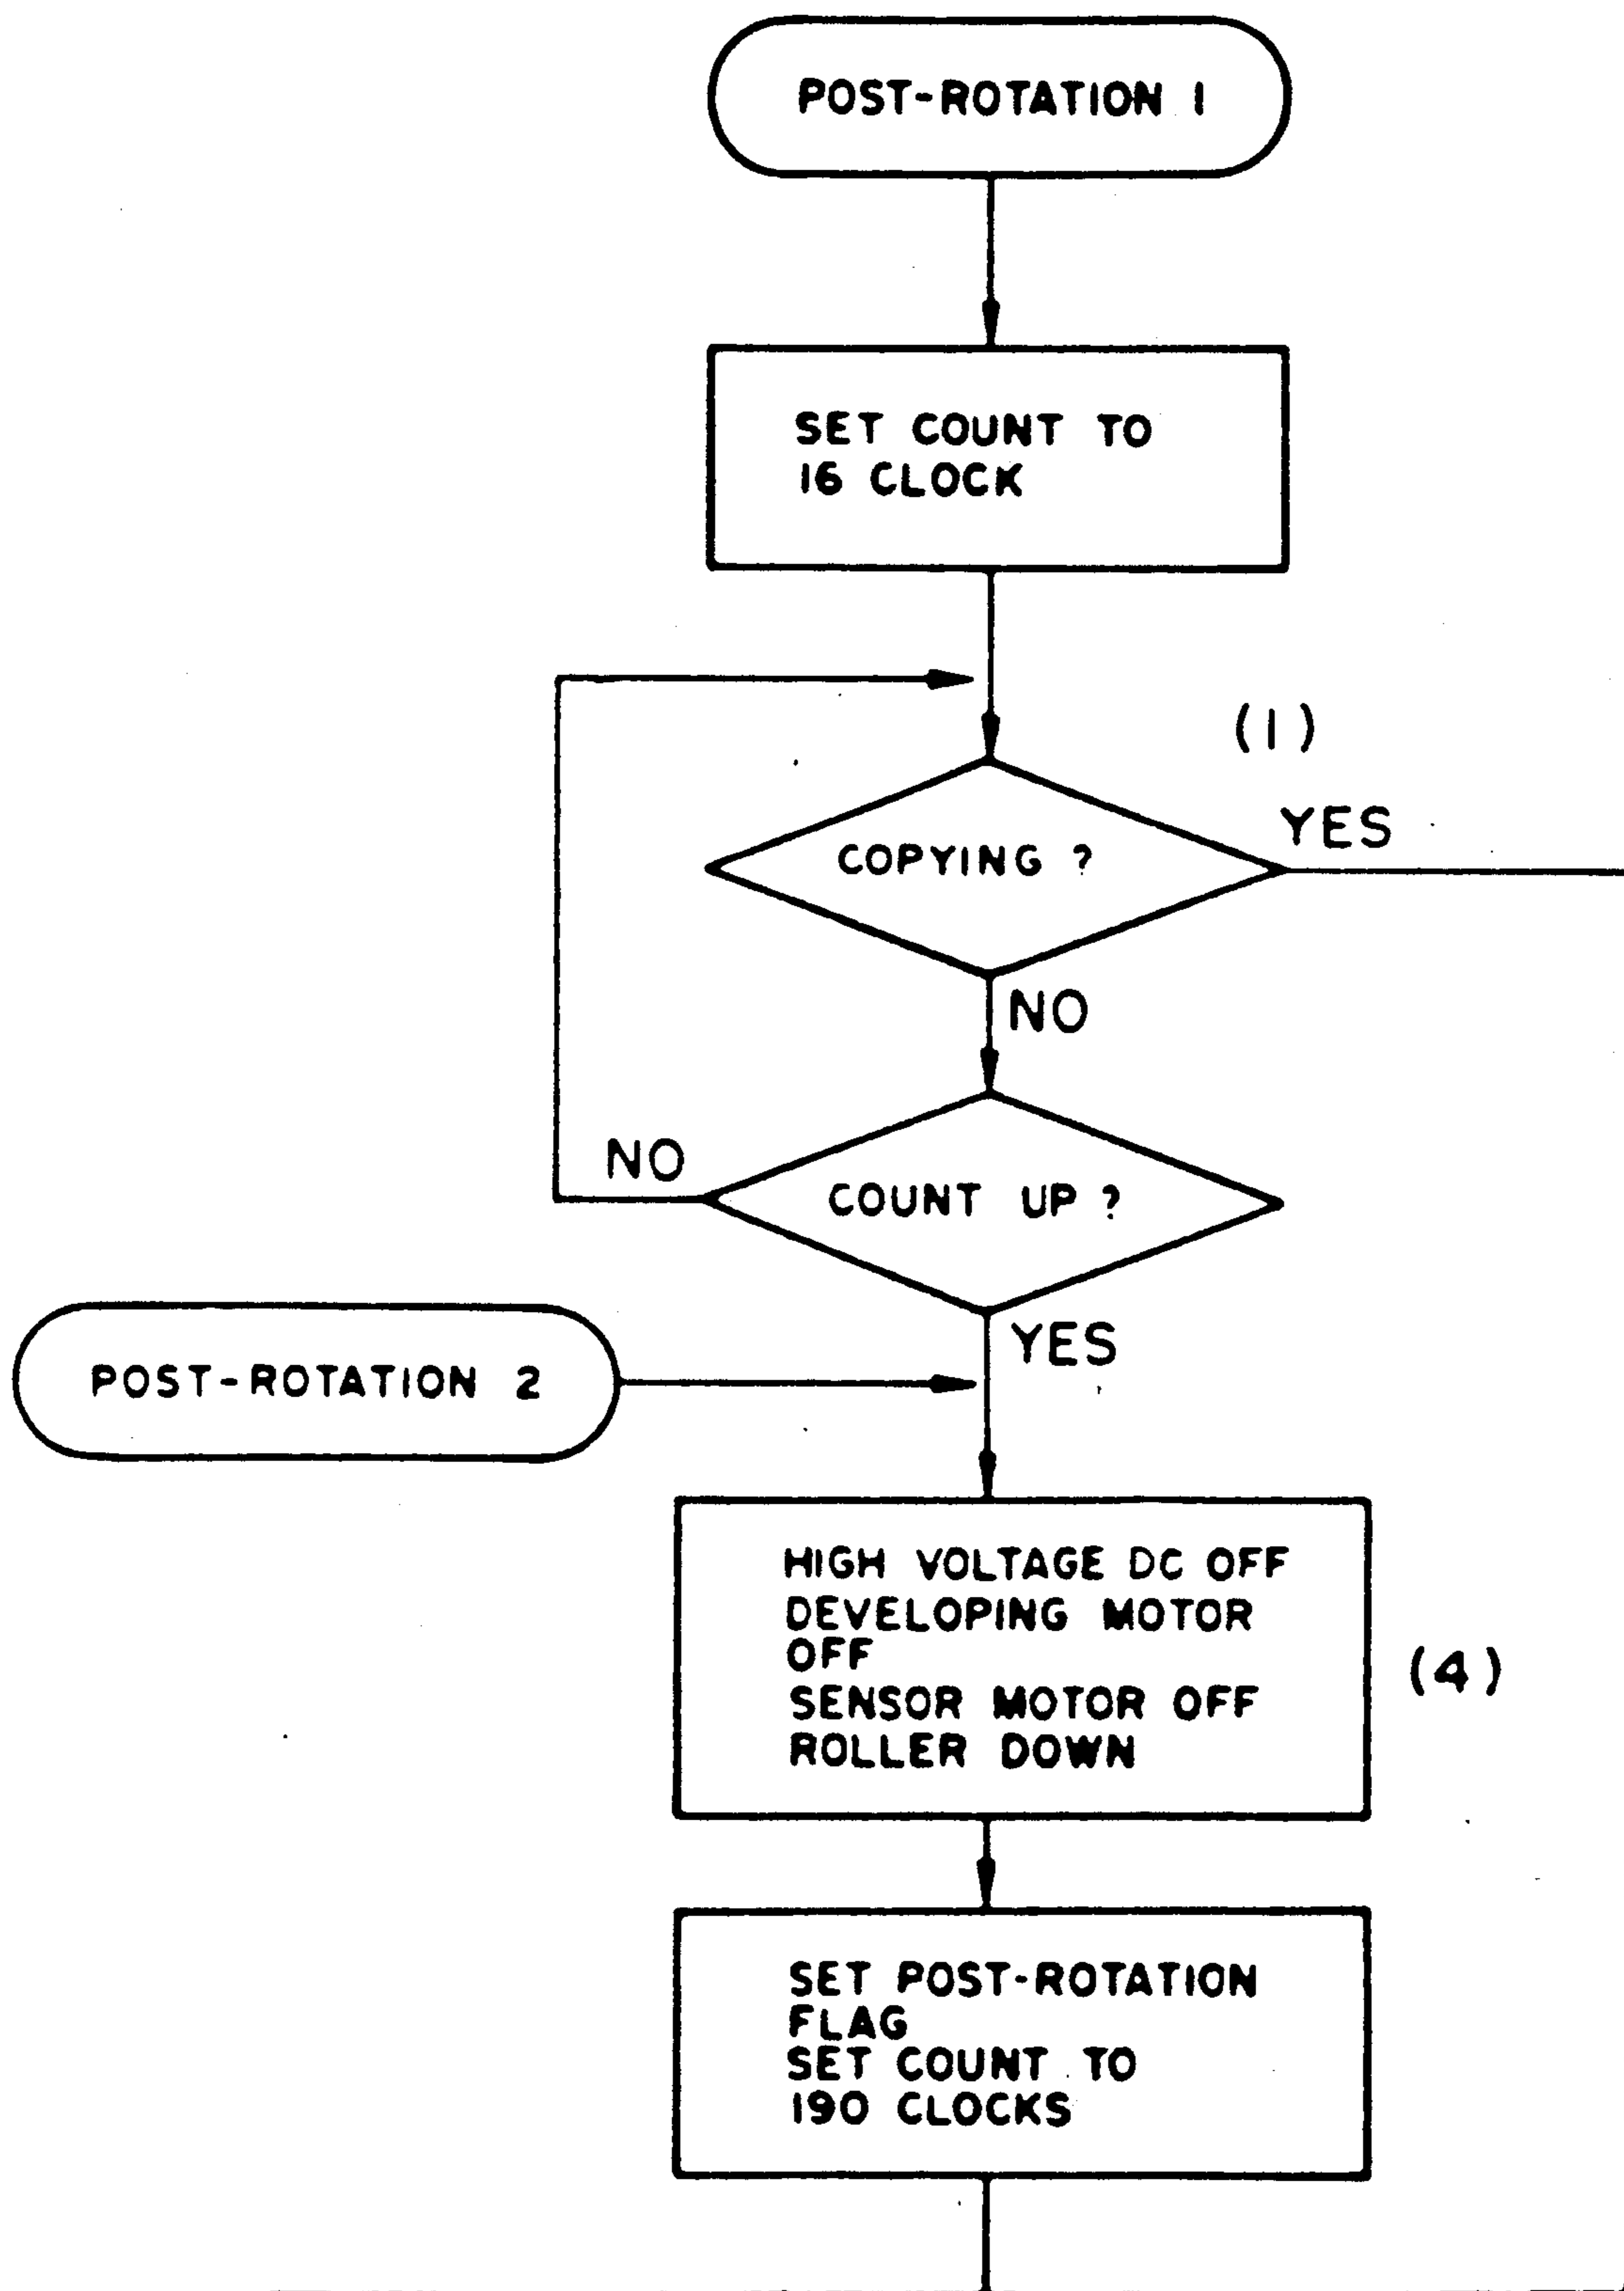 POST-ROTATION 1
SET COUNT TO
16 CLOCK
(1)
COPYING ?
YES
NO
COUNT UP ?
NO
YES
POST-ROTATION 2
HIGH VOLTAGE DC OFF
DEVELOPING MOTOR
OFF
SENSOR MOTOR OFF
ROLLER DOWN
(4)
SET POST-ROTATION
FLAG
SET COUNT TO
190 CLOCKS